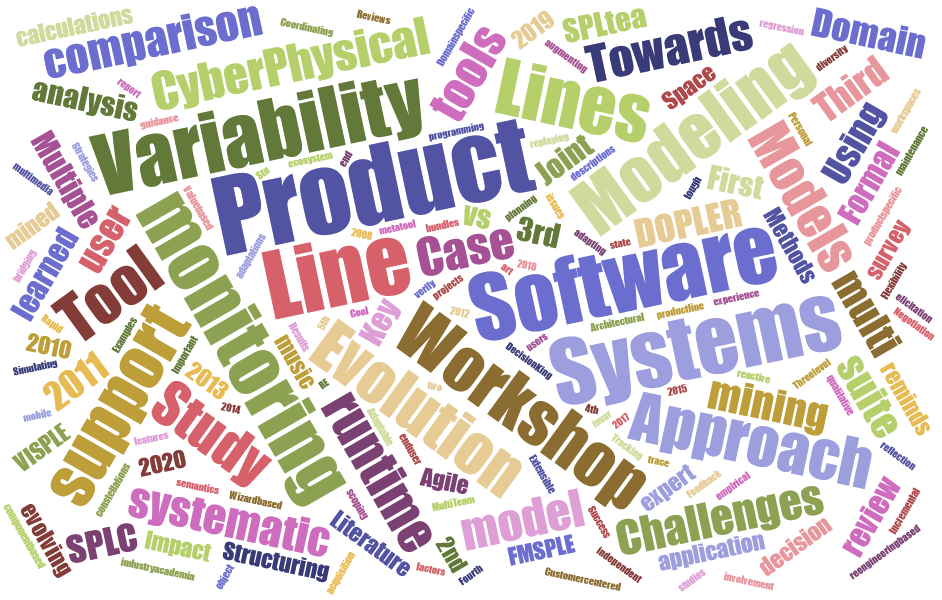 calculations
comparison
Coordinating
Reviews
Domainspecific
2019
SPLtea
Towards
regression
Domain
CyberPhysical
tools
augmenting
diversity
analysis
report
guidance
Variability
Lines
Space
Modeling
Third
workspaces
Using
Multiple
Strategies
multimedia
SUI
ecosystem
end
programming
Product
replaying
Joint
descriptions
Personal
Models
Formal
maintenance
mined
user
valuebased
monitoring
adaptations
2008
metatool
bundles
vs
planning
issues
tough
First
productspecific
learned
bridging
Tool
Line
Case
3rd
adapting
state
DOPLER
Methods
survey
Flexibility
elicitation
Negotiation
verify
projects
art
2018
Software
multi
Rapid
2010
Simulating
2011
Examples
support
Important
Results
5th
Cool
Key
2012
users
Architectural
productline
experience
Systems
mobile
2013
2014
music
RE
Evolution
Workshop
DecisionKing
two
4th
linear
2017
2015
mining
reactive
Threelevel
qualitative
suite
reminds
VISPLE
features
Study
runtime
Adaptable
enduser
Tracking
trace
Approach
reflection
constellations
2020
semantics
Wizardbased
Agile
Extensible
expert
Feedback
empirical
evolving
componentbased
SPLC
systematic
scoping
MultiTeam
model
Success
Challenges
review
Incremental
Impact
Structuring
Literature
2nd
FMSPLE
independent
application
decision
reengineeringbased
industryacademia
object
acquisition
factors
Fourth
Customercentered
studies
involvement